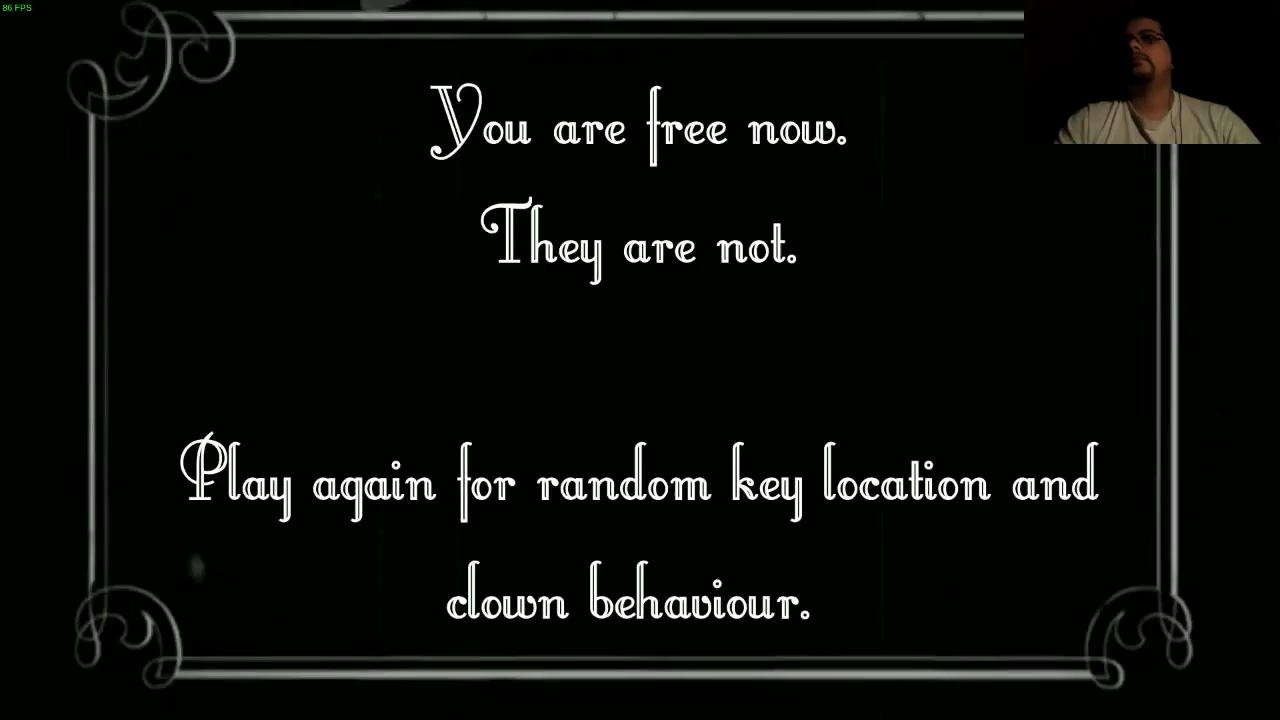 86 FPS
You are free now.
They are not.
Play again for random key location and
clown behaviour.